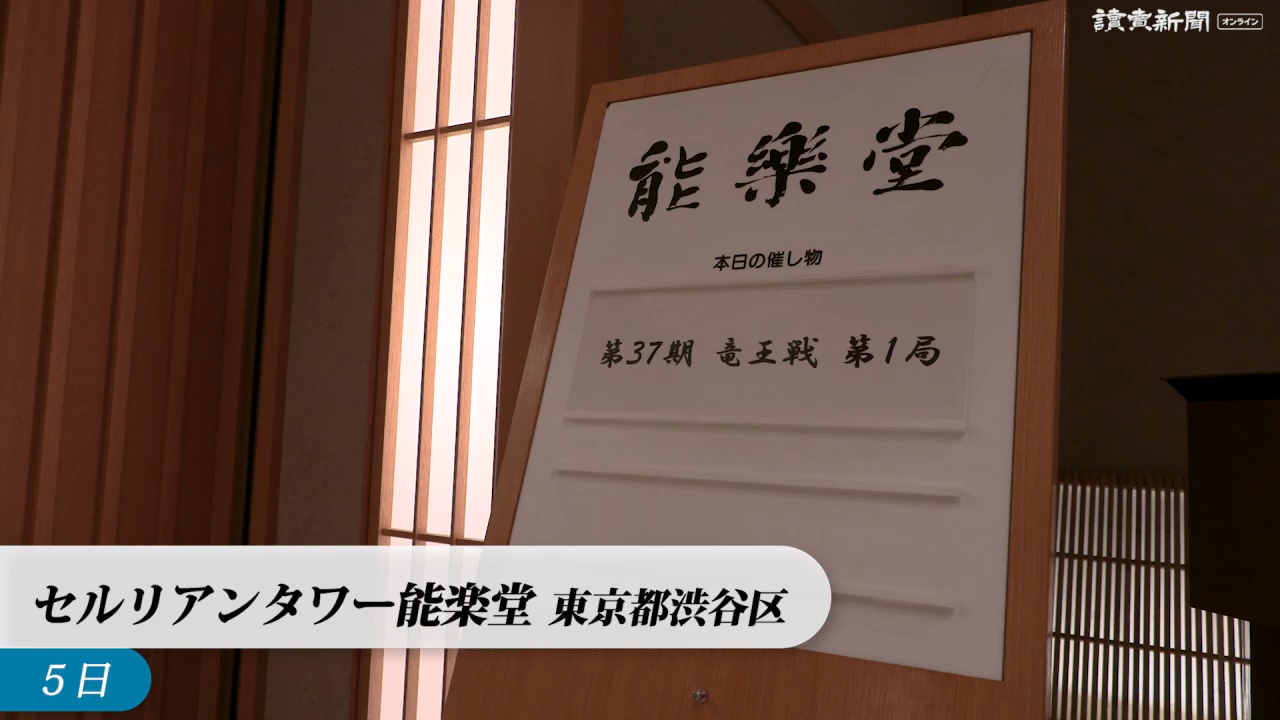 讀賣新聞 オンライン
能樂堂
本日の催し物
第37期 竜王戦 第1局
セルリアンタワー能楽堂 東京都渋谷区
5日